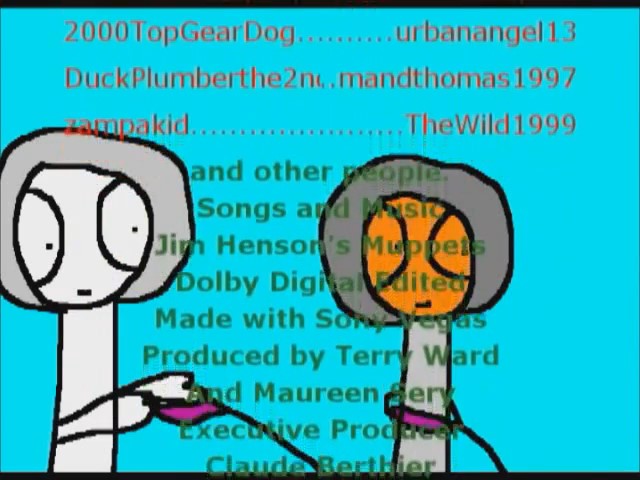 2000TopGearDog..........urbanangel13
DuckPlumberthe2n...mandthomas1997
zampakid......................TheWild1999
and other people.
Songs and Music
Jim Henson's Muppets
Dolby Digital Edited
Made with Sony Vegas
Produced by Terry Ward
And Maureen Sery
Executive Producer
Claude Berthier